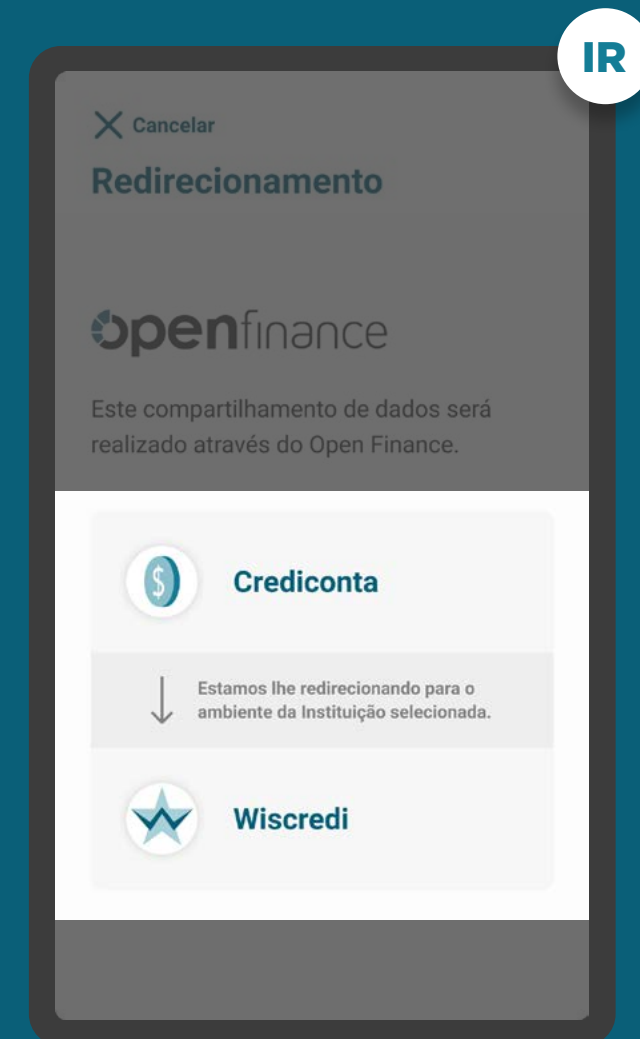 IR
Cancelar
Redirecionamento
openfinance
Este compartilhamento de dados será
realizado através do Open Finance.
$
Crediconta
Estamos lhe redirecionando para o
ambiente da Instituição selecionada.
Wiscredi